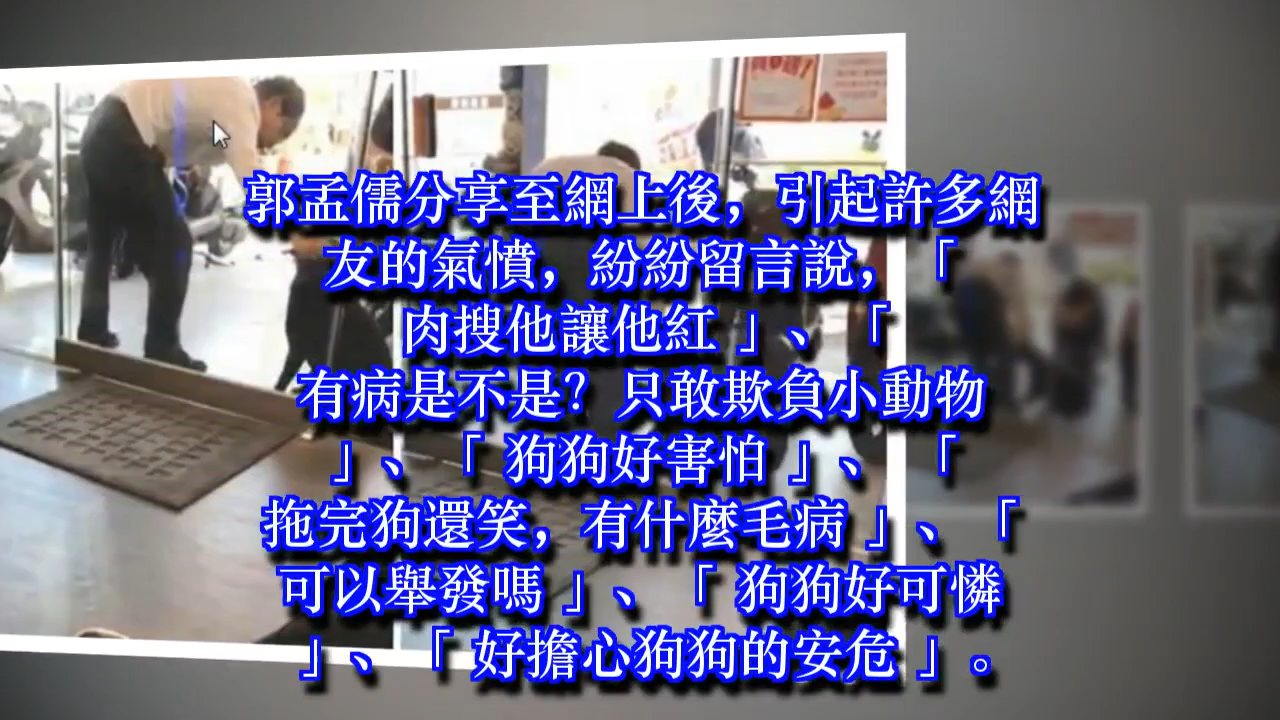 郭孟儒分享至網上後，引起許多網
友的氣憤，紛紛留言說，「
肉搜他讓他紅 」、「
有病是不是？只敢欺負小動物
」、「 狗狗好害怕 」、「
拖完狗還笑，有什麼毛病 」、「
可以舉發嗎 」、「 狗狗好可憐
」、「 好擔心狗狗的安危 」。